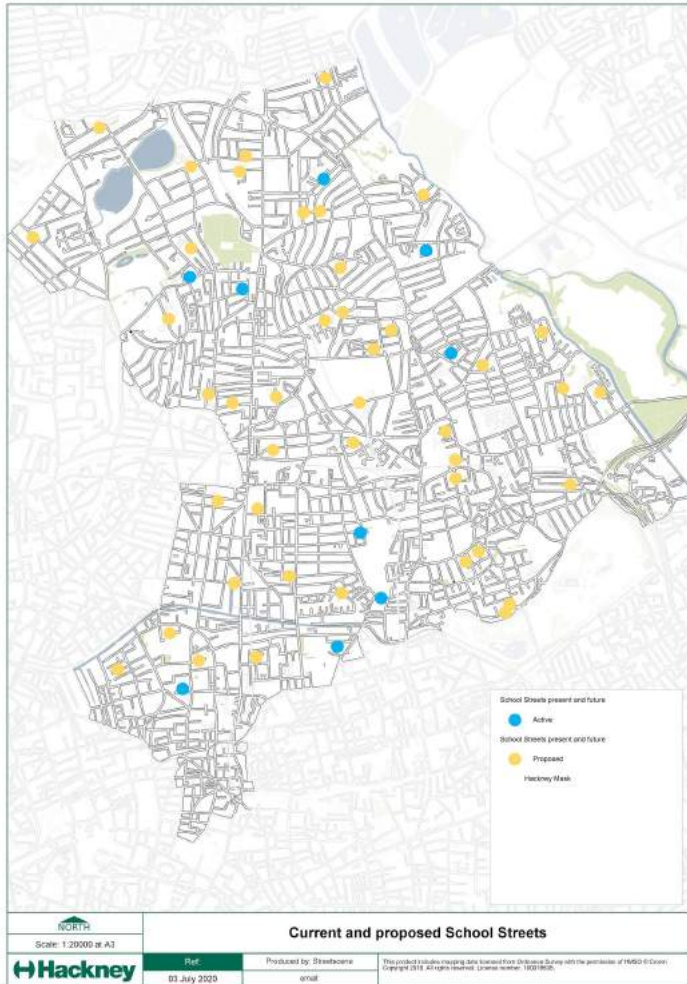 School Streets present and future
Active
School Streets present and future
Proposed
Hackney Mask
NORTH
Scale: 1:20000 at A3
Current and proposed School Streets
Hackney
Ref:
03 July 2020
Produced by: Streetscene
email
This product includes mapping data licensed from Ordnance Survey with the permission of HMSO © Crown
Copyright 2018. All rights reserved. License number: